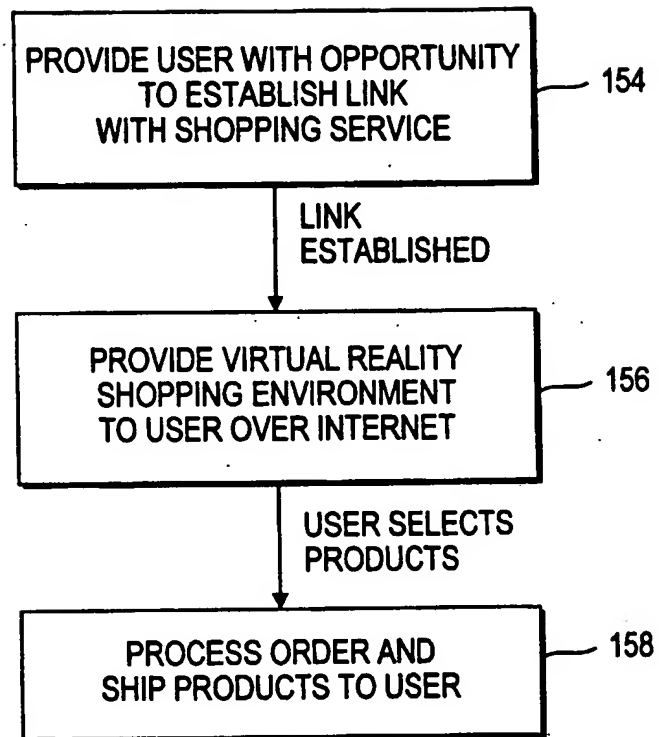 PROVIDE USER WITH OPPORTUNITY
TO ESTABLISH LINK
WITH SHOPPING SERVICE
154
LINK
ESTABLISHED
PROVIDE VIRTUAL REALITY
SHOPPING ENVIRONMENT
TO USER OVER INTERNET
156
USER SELECTS
PRODUCTS
PROCESS ORDER AND
SHIP PRODUCTS TO USER
158